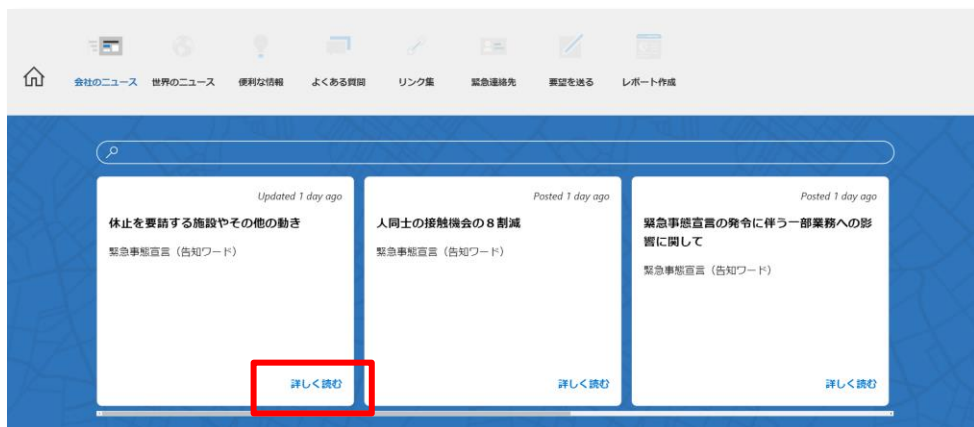 会社のニュース 世界のニュース 便利な情報 よくある質問 リンク集 緊急連絡先 要望を送る レポート作成
Updated 1 day ago
休止を要請する施設やその他の動き
緊急事態宣言（告知ワード）
詳しく読む
Posted 1 day ago
人同士の接触機会の８割減
緊急事態宣言（告知ワード）
詳しく読む
Posted 1 day ago
緊急事態宣言の発令に伴う一部業務への影
響に関して
緊急事態宣言（告知ワード）
詳しく読む